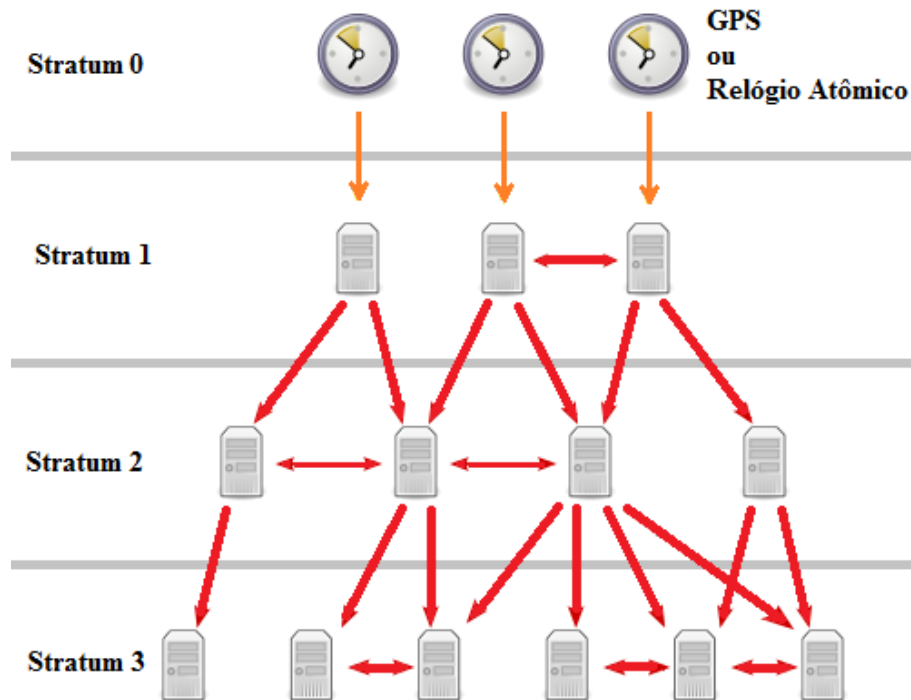 Stratum 0
GPS
ou
Relógio Atômico
Stratum 1
Stratum 2
Stratum 3